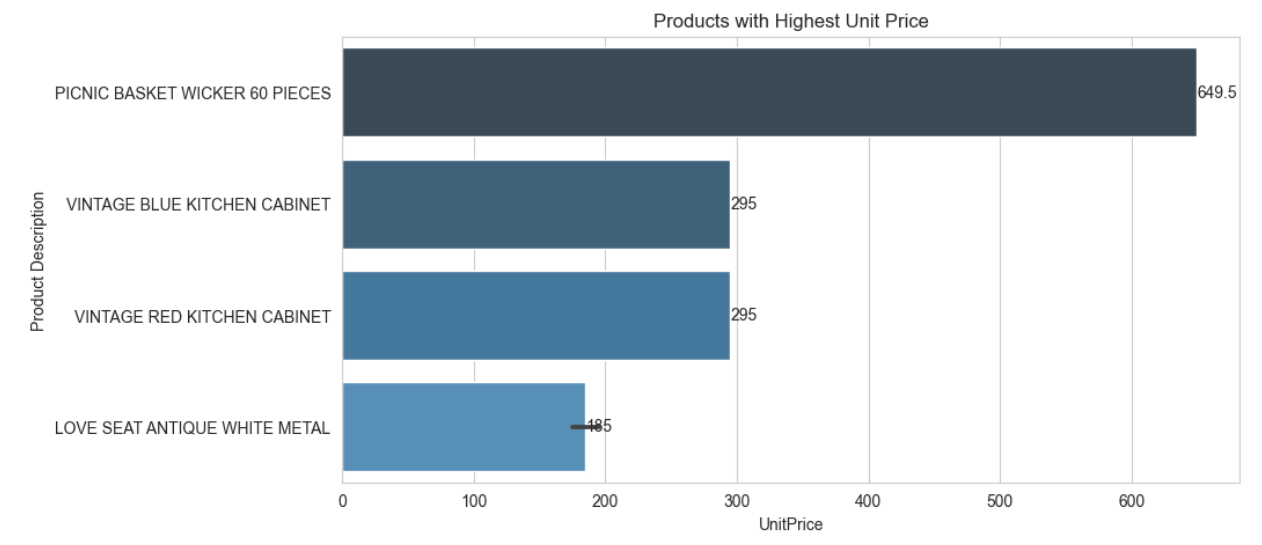 Products with Highest Unit Price
PICNIC BASKET WICKER 60 PIECES
649.5
VINTAGE BLUE KITCHEN CABINET
295
VINTAGE RED KITCHEN CABINET
295
LOVE SEAT ANTIQUE WHITE METAL
185
Product Description
0 100 200 300 400 500 600
UnitPrice